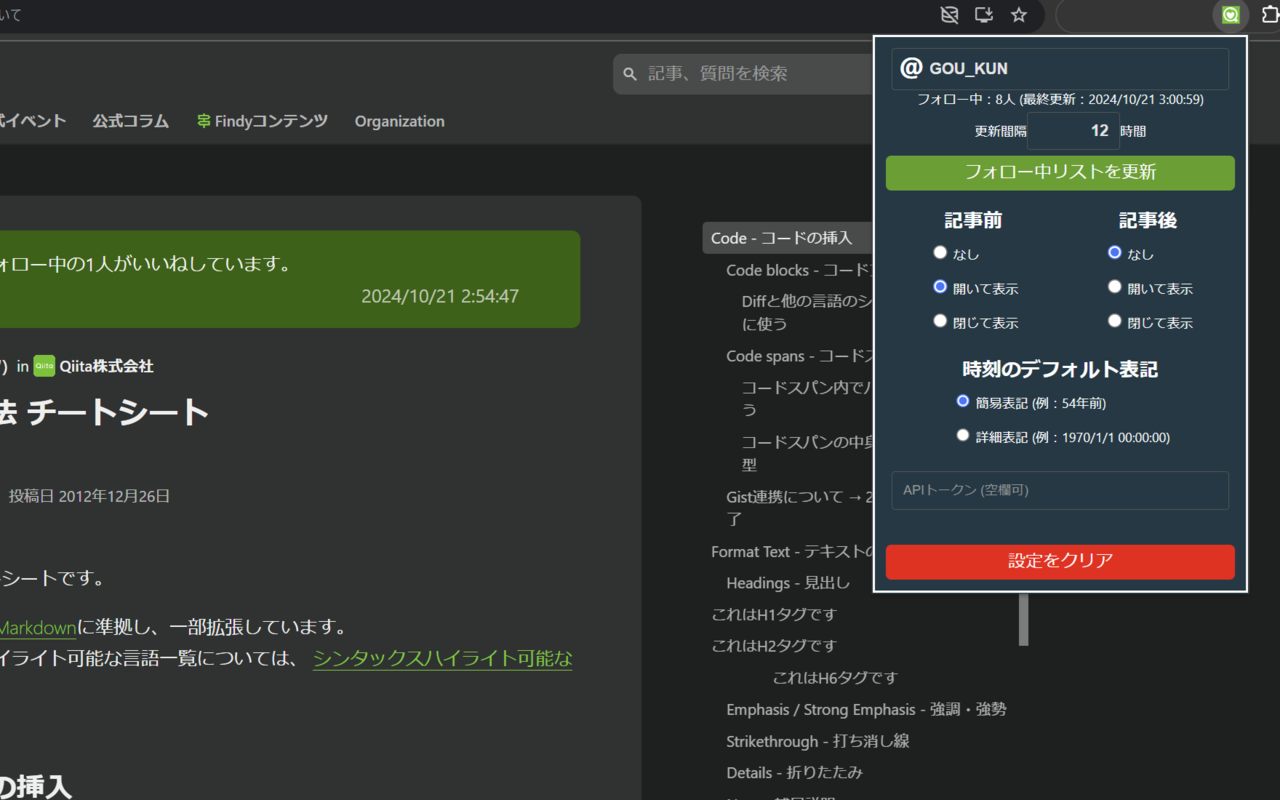 いて
記事、質問を検索
式イベント 公式コラム Findyコンテンツ Organization
ォロー中の1人がいいねしています。
2024/10/21 2:54:47
in Qiita Qiita株式会社
法 チートシート
投稿日 2012年12月26日
シートです。
Markdownに準拠し、一部拡張しています。
イライト可能な言語一覧については、 シンタックスハイライト可能な
の挿入
Code - コードの挿入
Code blocks - コードブ
Diffと他の言語のシ
に使う
Code spans - コードス
コードスパン内でバ
う
コードスパンの中身
型
Gist連携について → 2
了
Format Text - テキストの
Headings - 見出し
これはH1タグです
これはH2タグです
これはH6タグです
Emphasis / Strong Emphasis - 強調・強勢
Strikethrough - 打ち消し線
Details - 折りたたみ
@ GOU_KUN
フォロー中：8人 (最終更新：2024/10/21 3:00:59)
更新間隔 12 時間
フォロー中リストを更新
記事前 記事後
なし なし
開いて表示 開いて表示
閉じて表示 閉じて表示
時刻のデフォルト表記
簡易表記 (例：54年前)
詳細表記 (例：1970/1/1 00:00:00)
APIトークン (空欄可)
設定をクリア